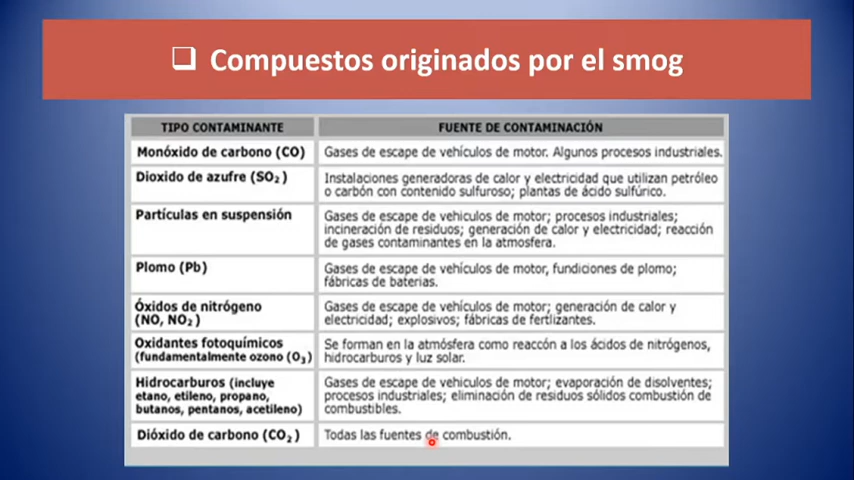 Compuestos originados por el smog
TIPO CONTAMINANTE
FUENTE DE CONTAMINACIÓN
Monóxido de carbono (CO)
Gases de escape de vehículos de motor. Algunos procesos industriales.
Dioxido de azufre (SO₂)
Instalaciones generadoras de calor y electricidad que utilizan petróleo
o carbón con contenido sulfuroso; plantas de ácido sulfúrico.
Partículas en suspensión
Gases de escape de vehiculos de motor; procesos industriales;
incineración de residuos; generación de calor y electricidad; reacción
de gases contaminantes en la atmosfera.
Plomo (Pb)
Gases de escape de vehículos de motor, fundiciones de plomo;
fábricas de baterias.
Óxidos de nitrógeno
(NO, NO₂)
Gases de escape de vehículos de motor; generación de calor y
electricidad; explosivos; fábricas de fertlizantes.
Oxidantes fotoquímicos
(fundamentalmente ozono (O₃)
Se forman en la atmósfera como reaccón a los ácidos de nitrógenos,
hidrocarburos y luz solar.
Hidrocarburos (incluye
etano, etileno, propano,
butanos, pentanos, acetileno)
Gases de escape de vehiculos de motor; evaporación de disolventes;
procesos industriales; eliminación de residuos sólidos combustión de
combustibles.
Dióxido de carbono (CO₂)
Todas las fuentes de combustión.